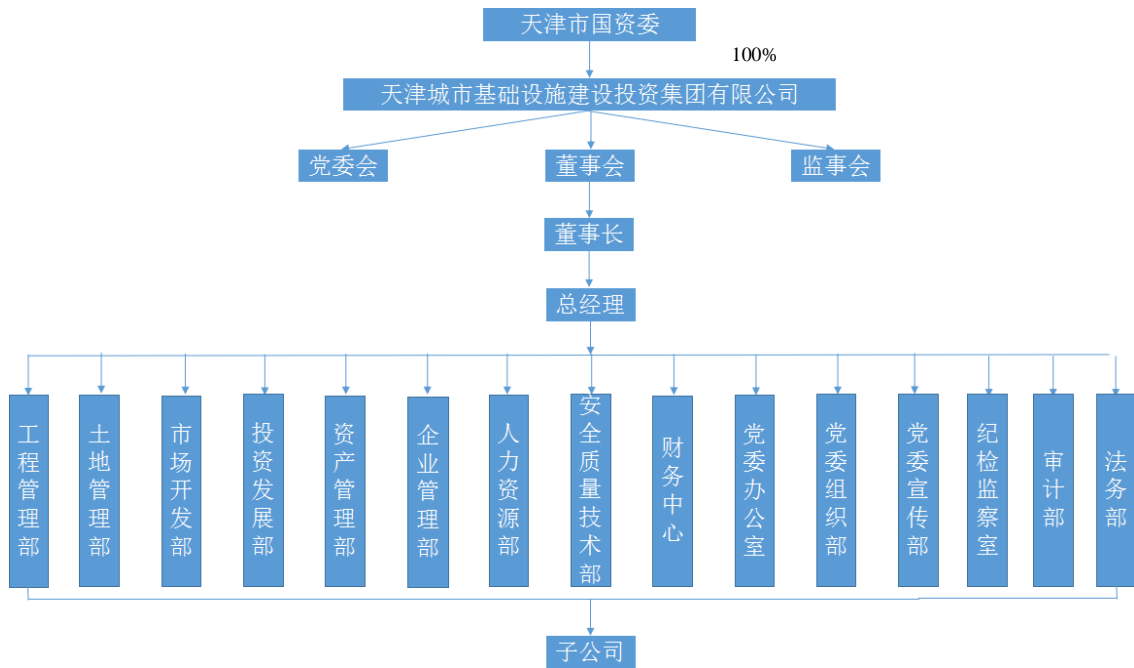 天津市国资委
100%
天津城市基础设施建设投资集团有限公司
党委会
董事会
监事会
董事长
总经理
工程管理部
土地管理部
市场开发部
投资发展部
资产管理部
企业管理部
人力资源部
安全质量技术部
财务中心
党委办公室
党委组织部
党委宣传部
纪检监察室
审计部
法务部
子公司